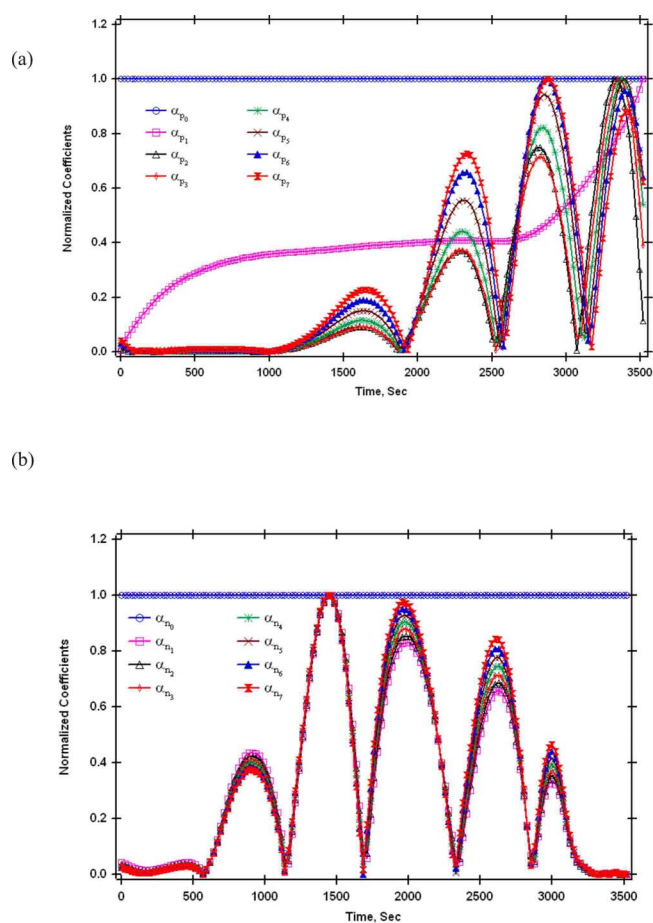 (a)
1.2
1.0
0.8
0.6
0.4
0.2
0.0
Normalized Coefficients
αp0 αp4
αp1 αp5
αp2 αp6
αp3 αp7
0 500 1000 1500 2000 2500 3000 3500
Time, Sec
(b)
1.2
1.0
0.8
0.6
0.4
0.2
0.0
Normalized Coefficients
αn0 αn4
αn1 αn5
αn2 αn6
αn3 αn7
0 500 1000 1500 2000 2500 3000 3500
Time, Sec